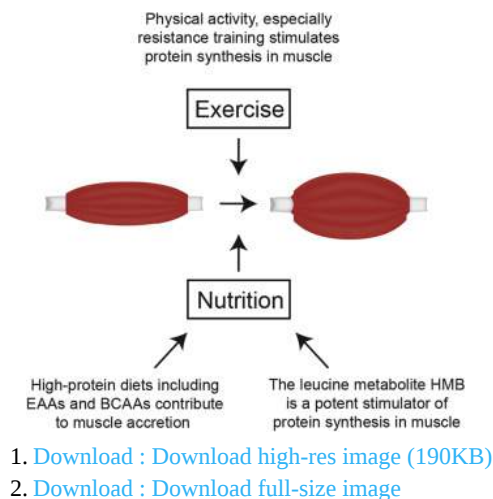 Physical activity, especially
resistance training stimulates
protein synthesis in muscle
Exercise
Nutrition
High-protein diets including
EAAs and BCAAs contribute
to muscle accretion
The leucine metabolite HMB
is a potent stimulator of
protein synthesis in muscle
1. Download : Download high-res image (190KB)
2. Download : Download full-size image